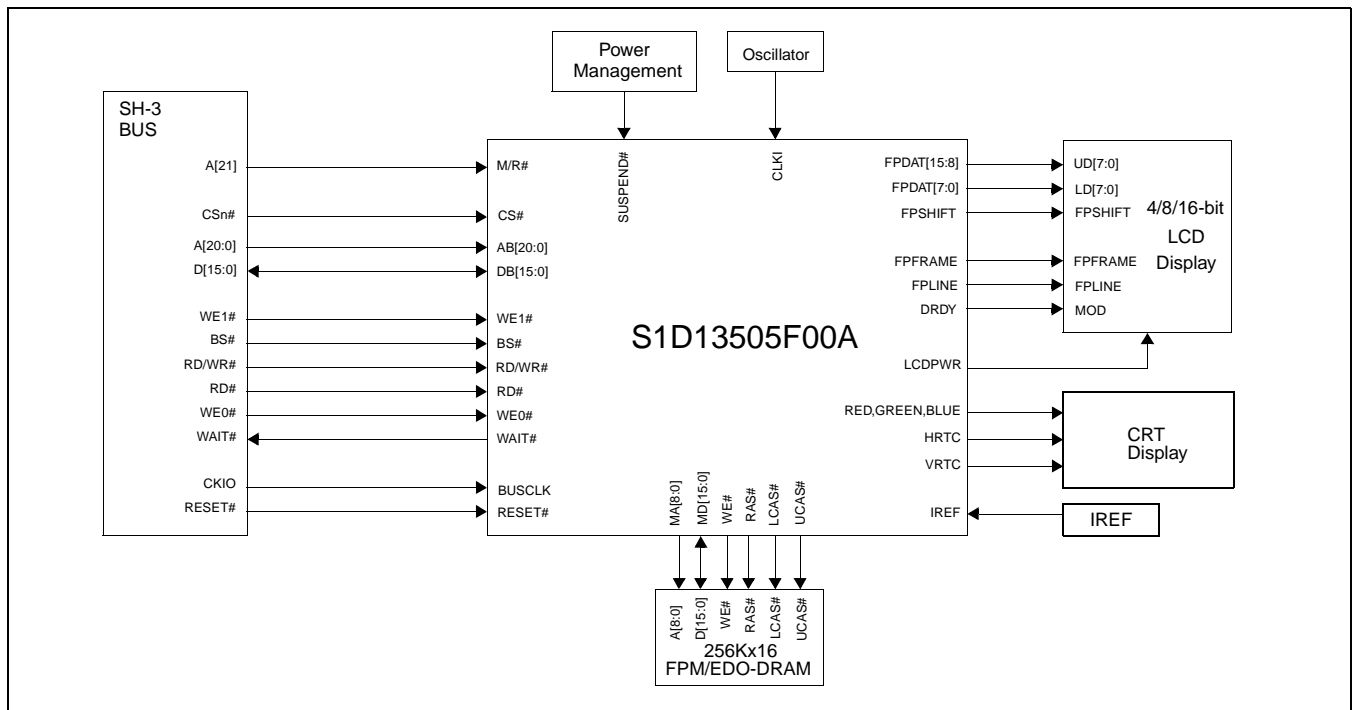 Power
Management
Oscillator
SH-3
BUS
A[21]
CSn#
A[20:0]
D[15:0]
WE1#
BS#
RD/WR#
RD#
WE0#
WAIT#
CKIO
RESET#
M/R#
CS#
AB[20:0]
DB[15:0]
WE1#
BS#
RD/WR#
RD#
WE0#
WAIT#
BUSCLK
RESET#
SUSPEND#
CLKI
S1D13505F00A
FPDAT[15:8]
FPDAT[7:0]
FPSHIFT
FPFRAME
FPLINE
DRDY
LCDPWR
RED,GREEN,BLUE
HRTC
VRTC
IREF
UD[7:0]
LD[7:0]
FPSHIFT
FPFRAME
FPLINE
MOD
4/8/16-bit
LCD
Display
CRT
Display
IREF
MA[8:0]
MD[15:0]
WE#
RAS#
LCAS#
UCAS#
A[8:0]
D[15:0]
WE#
RAS#
LCAS#
UCAS#
256Kx16
FPM/EDO-DRAM